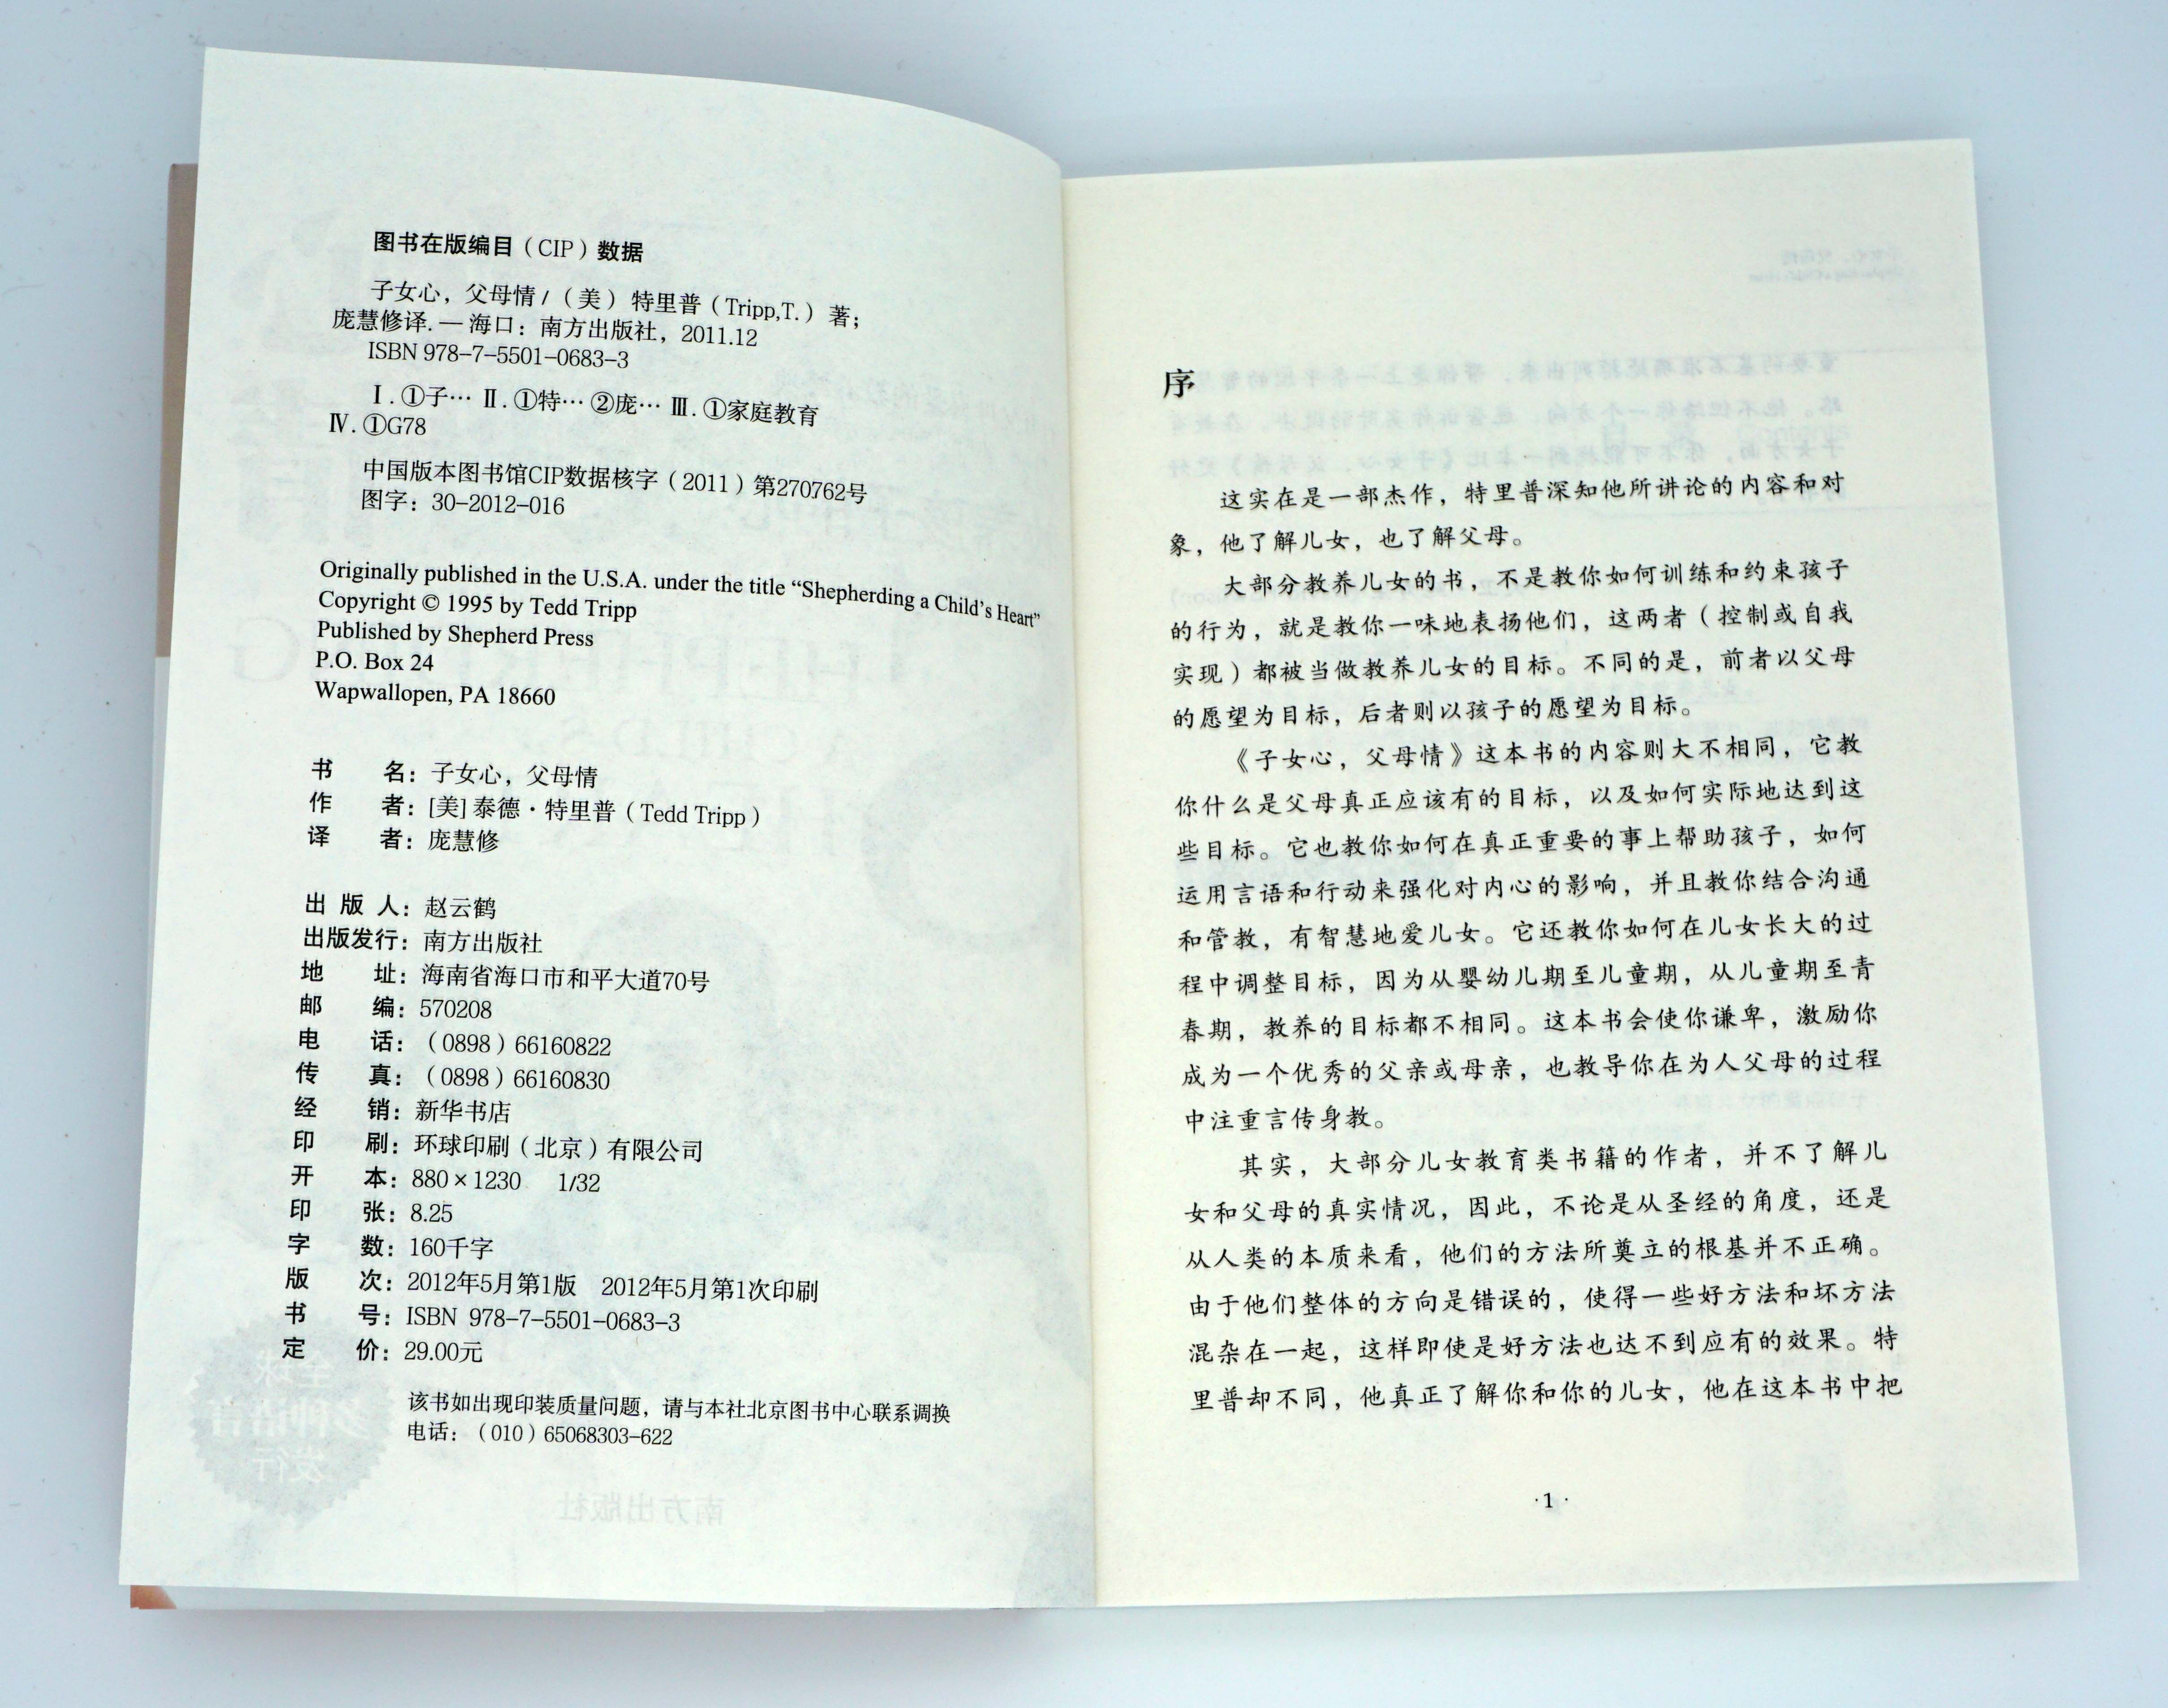 图书在版编目（CIP）数据
子女心，父母情 / （美）特里普（Tripp,T.）著；
庞慧修译. — 海口：南方出版社，2011.12
ISBN 978-7-5501-0683-3
Ⅰ. ①子… Ⅱ. ①特… ②庞… Ⅲ. ①家庭教育
Ⅳ. ①G78
中国版本图书馆CIP数据核字（2011）第270762号
图字：30-2012-016
Originally published in the U.S.A. under the title “Shepherding a Child’s Heart”
Copyright © 1995 by Tedd Tripp
Published by Shepherd Press
P.O. Box 24
Wapwallopen, PA 18660
书 名：子女心，父母情
作 者：[美] 泰德·特里普（Tedd Tripp）
译 者：庞慧修
出 版 人：赵云鹤
出版发行：南方出版社
地 址：海南省海口市和平大道70号
邮 编：570208
电 话：（0898）66160822
传 真：（0898）66160830
经 销：新华书店
印 刷：环球印刷（北京）有限公司
开 本：880×1230 1/32
印 张：8.25
字 数：160千字
版 次：2012年5月第1版 2012年5月第1次印刷
书 号：ISBN 978-7-5501-0683-3
定 价：29.00元
该书如出现印装质量问题，请与本社北京图书中心联系调换
电话：（010）65068303-622
序
这实在是一部杰作，特里普深知他所讲论的内容和对
象，他了解儿女，也了解父母。
大部分教养儿女的书，不是教你如何训练和约束孩子
的行为，就是教你一味地表扬他们，这两者（控制或自我
实现）都被当做教养儿女的目标。不同的是，前者以父母
的愿望为目标，后者则以孩子的愿望为目标。
《子女心，父母情》这本书的内容则大不相同，它教
你什么是父母真正应该有的目标，以及如何实际地达到这
些目标。它也教你如何在真正重要的事上帮助孩子，如何
运用言语和行动来强化对内心的影响，并且教你结合沟通
和管教，有智慧地爱儿女。它还教你如何在儿女长大的过
程中调整目标，因为从婴幼儿期至儿童期，从儿童期至青
春期，教养的目标都不相同。这本书会使你谦卑，激励你
成为一个优秀的父亲或母亲，也教导你在为人父母的过程
中注重言传身教。
其实，大部分儿女教育类书籍的作者，并不了解儿
女和父母的真实情况，因此，不论是从圣经的角度，还是
从人类的本质来看，他们的方法所奠立的根基并不正确。
由于他们整体的方向是错误的，使得一些好方法和坏方法
混杂在一起，这样即使是好方法也达不到应有的效果。特
里普却不同，他真正了解你和你的儿女，他在这本书中把
·1·